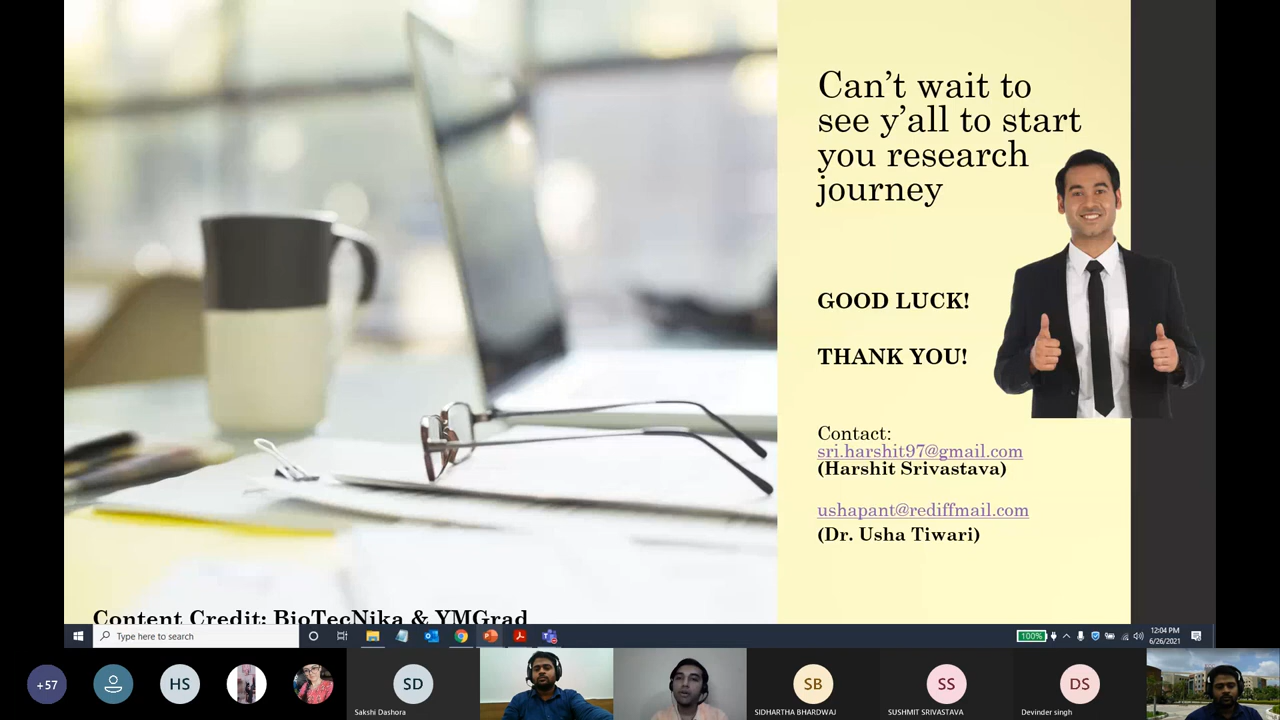 Can't wait to
see y'all to start
you research
journey
GOOD LUCK!
THANK YOU!
Contact:
sri.harshit97@gmail.com
(Harshit Srivastava)
ushapant@rediffmail.com
(Dr. Usha Tiwari)
Content Credit: BioTecNika & YMGrad
Type here to search
100%
12:04 PM
6/26/2021
+57
HS
SD
Sakshi Dashora
SB
SIDHARTHA BHARDWAJ
SS
SUSHMIT SRIVASTAVA
DS
Devinder singh